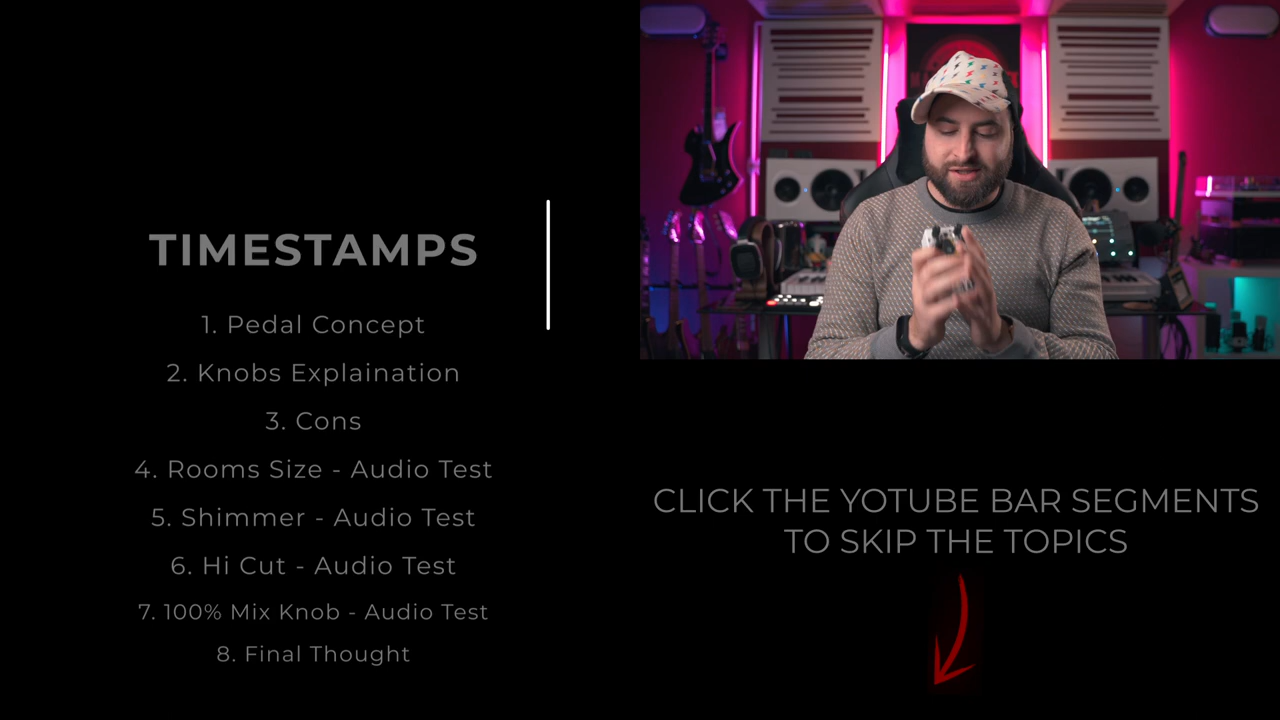 TIMESTAMPS
1. Pedal Concept
2. Knobs Explaination
3. Cons
4. Rooms Size - Audio Test
5. Shimmer - Audio Test
6. Hi Cut - Audio Test
7. 100% Mix Knob - Audio Test
8. Final Thought
CLICK THE YOTUBE BAR SEGMENTS
TO SKIP THE TOPICS